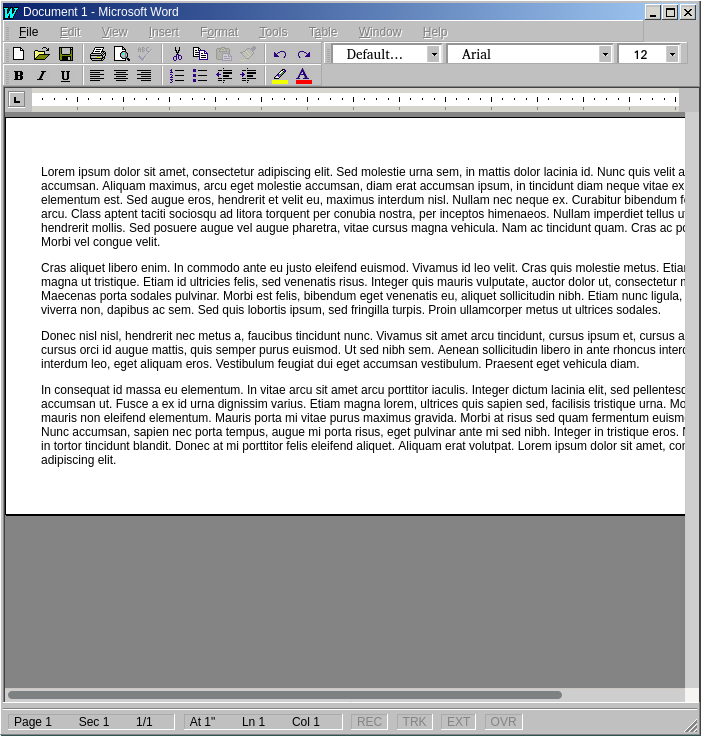 Document 1 - Microsoft Word
File Edit View Insert Format Tools Table Window Help
ABC Default... Arial 12
B I U A
L
Lorem ipsum dolor sit amet, consectetur adipiscing elit. Sed molestie urna sem, in mattis dolor lacinia id. Nunc quis velit a
accumsan. Aliquam maximus, arcu eget molestie accumsan, diam erat accumsan ipsum, in tincidunt diam neque vitae ex
elementum est. Sed augue eros, hendrerit et velit eu, maximus interdum nisl. Nullam nec neque ex. Curabitur bibendum f
arcu. Class aptent taciti sociosqu ad litora torquent per conubia nostra, per inceptos himenaeos. Nullam imperdiet tellus u
hendrerit mollis. Sed posuere augue vel augue pharetra, vitae cursus magna vehicula. Nam ac tincidunt quam. Cras ac p
Morbi vel congue velit.
Cras aliquet libero enim. In commodo ante eu justo eleifend euismod. Vivamus id leo velit. Cras quis molestie metus. Etia
magna ut tristique. Etiam id ultricies felis, sed venenatis risus. Integer quis mauris vulputate, auctor dolor ut, consectetur
Maecenas porta sodales pulvinar. Morbi est felis, bibendum eget venenatis eu, aliquet sollicitudin nibh. Etiam nunc ligula,
viverra non, dapibus ac sem. Sed quis lobortis ipsum, sed fringilla turpis. Proin ullamcorper metus ut ultrices sodales.
Donec nisl nisl, hendrerit nec metus a, faucibus tincidunt nunc. Vivamus sit amet arcu tincidunt, cursus ipsum et, cursus a
cursus orci id augue mattis, quis semper purus euismod. Ut sed nibh sem. Aenean sollicitudin libero in ante rhoncus inter
interdum leo, eget aliquam eros. Vestibulum feugiat dui eget accumsan vestibulum. Praesent eget vehicula diam.
In consequat id massa eu elementum. In vitae arcu sit amet arcu porttitor iaculis. Integer dictum lacinia elit, sed pellentes
accumsan ut. Fusce a ex id urna dignissim varius. Etiam magna lorem, ultrices quis sapien sed, facilisis tristique urna. Mo
mauris non eleifend elementum. Mauris porta mi vitae purus maximus gravida. Morbi at risus sed quam fermentum euism
Nunc accumsan, sapien nec porta tempus, augue mi porta risus, eget pulvinar ante mi sed nibh. Integer in tristique eros.
in tortor tincidunt blandit. Donec at mi porttitor felis eleifend aliquet. Aliquam erat volutpat. Lorem ipsum dolor sit amet, con
adipiscing elit.
Page 1 Sec 1 1/1 At 1" Ln 1 Col 1 REC TRK EXT OVR